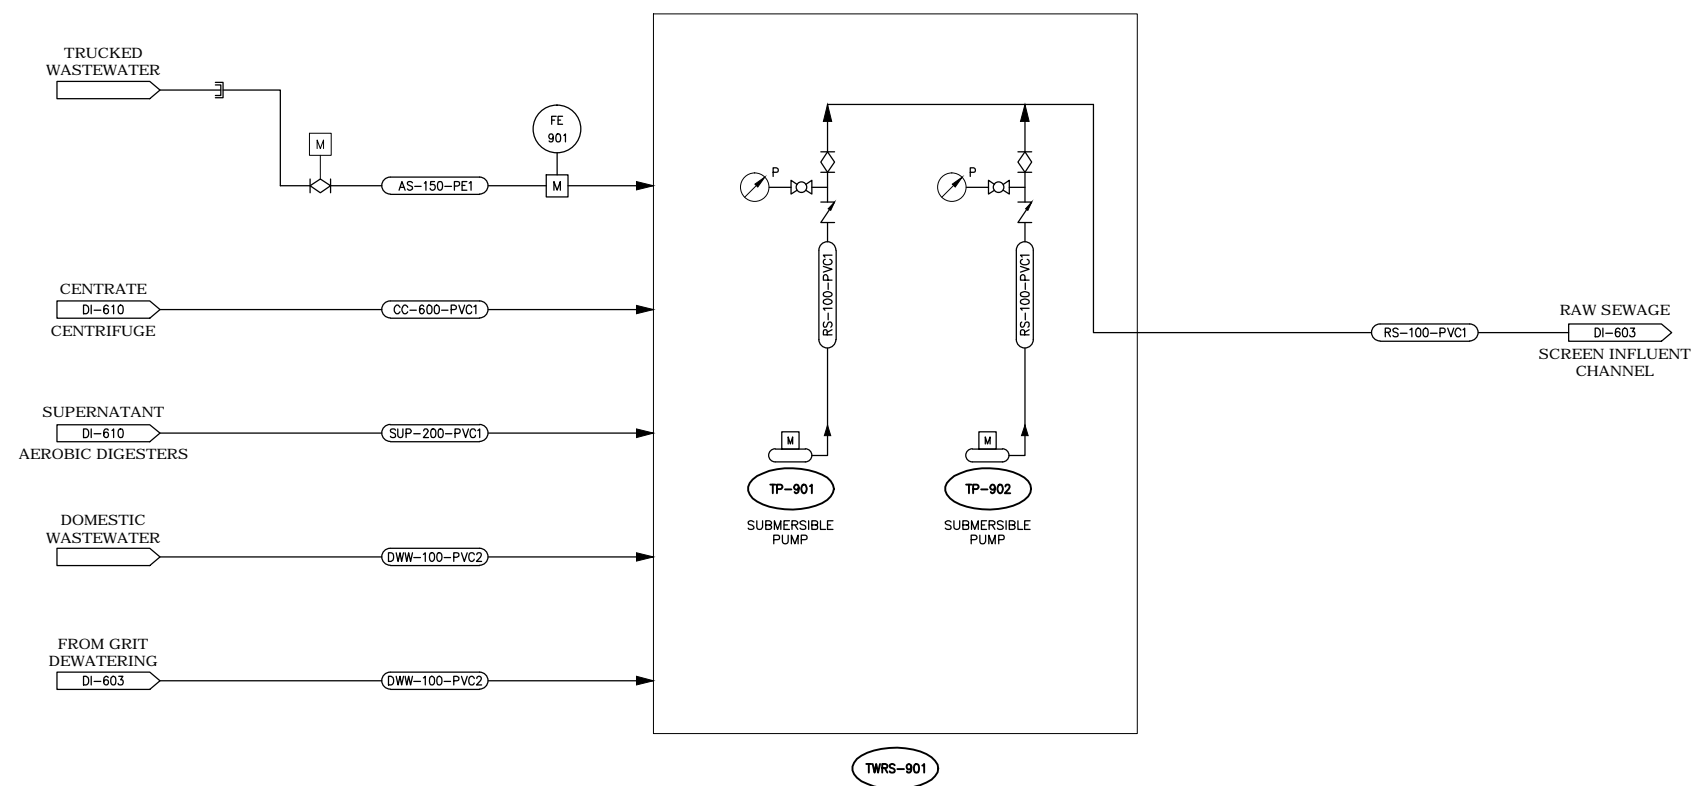 TRUCKED
WASTEWATER
M
AS-150-PE1
FE
901
M
CENTRATE
DI-610
CENTRIFUGE
CC-600-PVC1
SUPERNATANT
DI-610
AEROBIC DIGESTERS
SUP-200-PVC1
DOMESTIC
WASTEWATER
DWW-100-PVC2
FROM GRIT
DEWATERING
DI-603
DWW-100-PVC2
P
RS-100-PVC1
M
TP-901
SUBMERSIBLE
PUMP
P
RS-100-PVC1
M
TP-902
SUBMERSIBLE
PUMP
RS-100-PVC1
RAW SEWAGE
DI-603
SCREEN INFLUENT
CHANNEL
TWRS-901